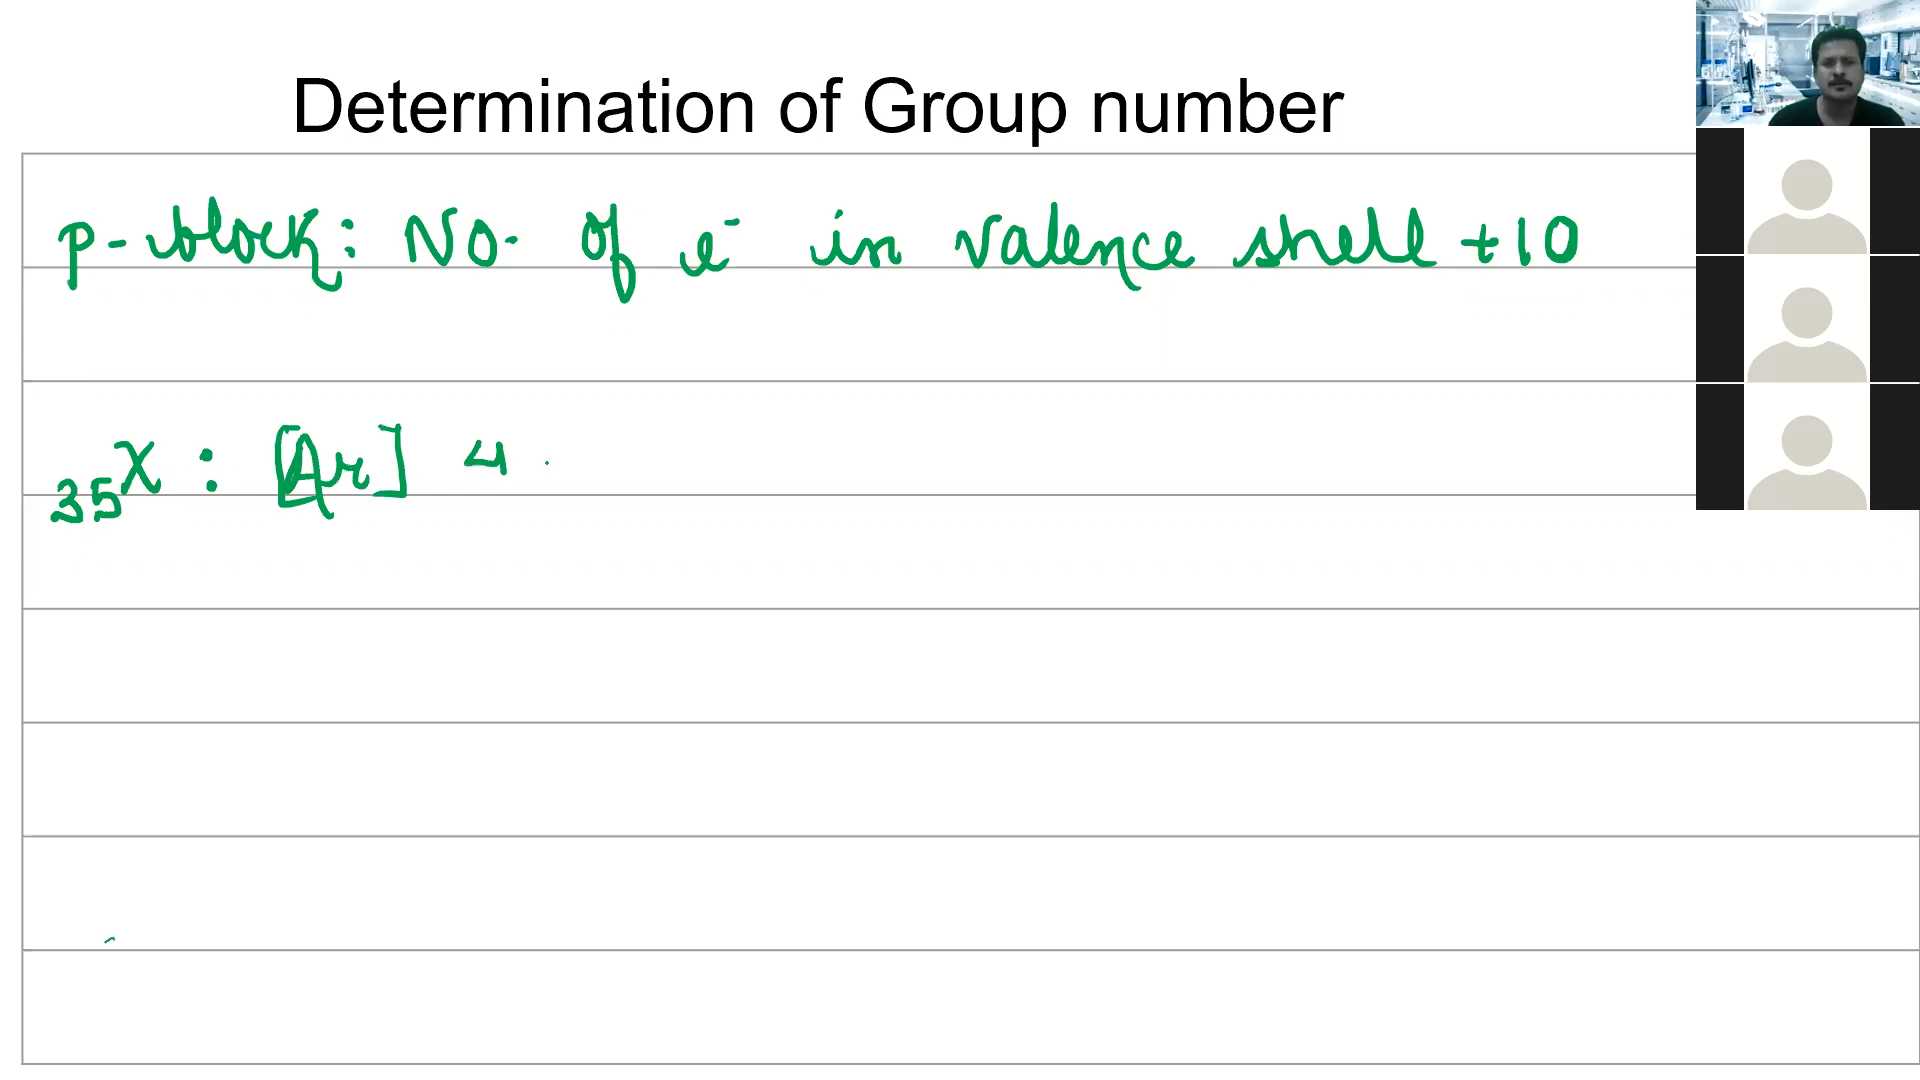 Determination of Group number
p-block: No. of e⁻ in valence shell +10
₃₅X : [Ar] 4